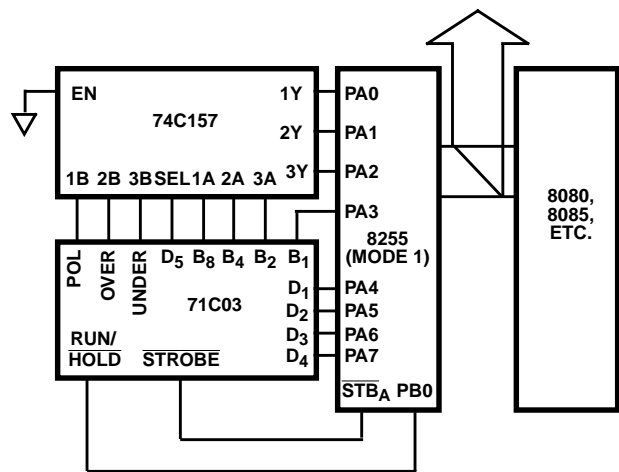 EN 1Y
74C157
2Y
3Y
1B 2B 3B SEL 1A 2A 3A
PA0
PA1
PA2
PA3
8255
(MODE 1)
PA4
PA5
PA6
PA7
STBA PB0
POL OVER UNDER D5 B8 B4 B2 B1
71C03
D1
D2
D3
D4
RUN/
HOLD STROBE
8080,
8085,
ETC.